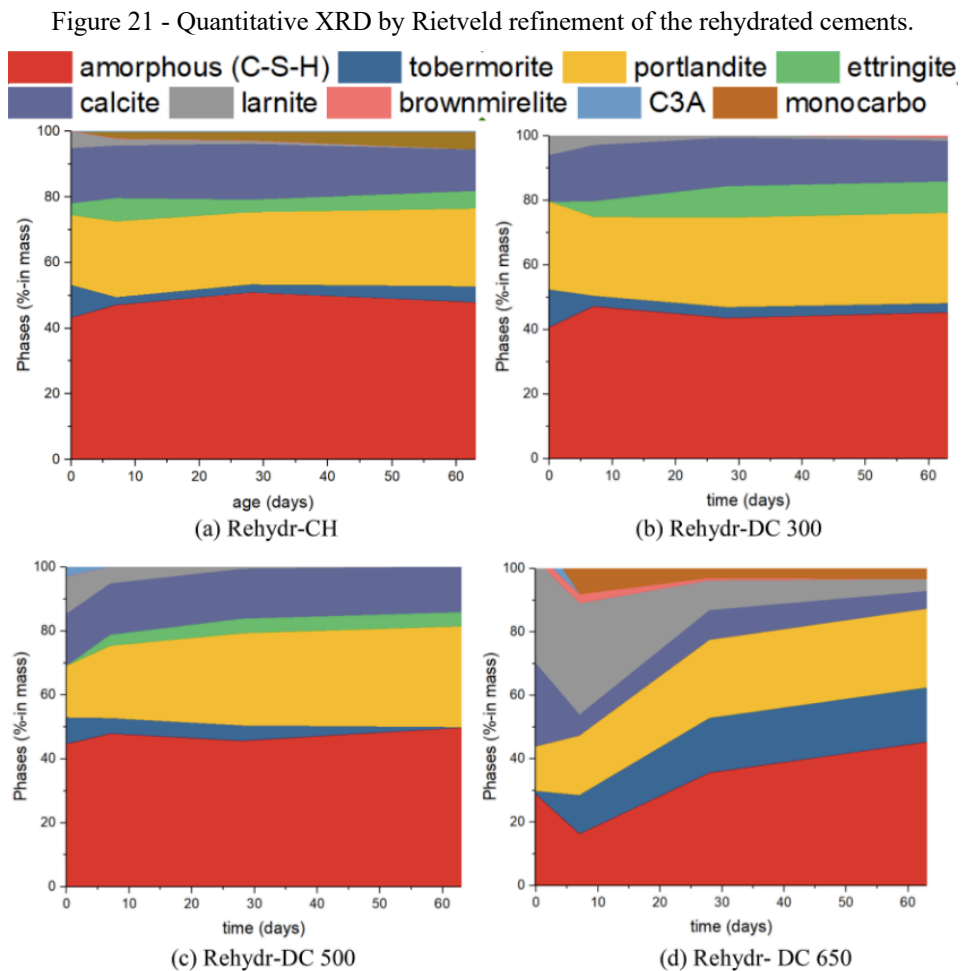 Figure 21 - Quantitative XRD by Rietveld refinement of the rehydrated cements.
amorphous (C-S-H) tobermorite portlandite ettringite
calcite larnite brownmirelite C3A monocarbo
100
80
60
40
20
0
Phases (%-in mass)
0 10 20 30 40 50 60
age (days)
(a) Rehydr-CH
100
80
60
40
20
0
Phases (%-in mass)
0 10 20 30 40 50 60
time (days)
(b) Rehydr-DC 300
100
80
60
40
20
0
Phases (%-in mass)
0 10 20 30 40 50 60
time (days)
(c) Rehydr-DC 500
100
80
60
40
20
0
Phases (%-in mass)
0 10 20 30 40 50 60
time (days)
(d) Rehydr- DC 650